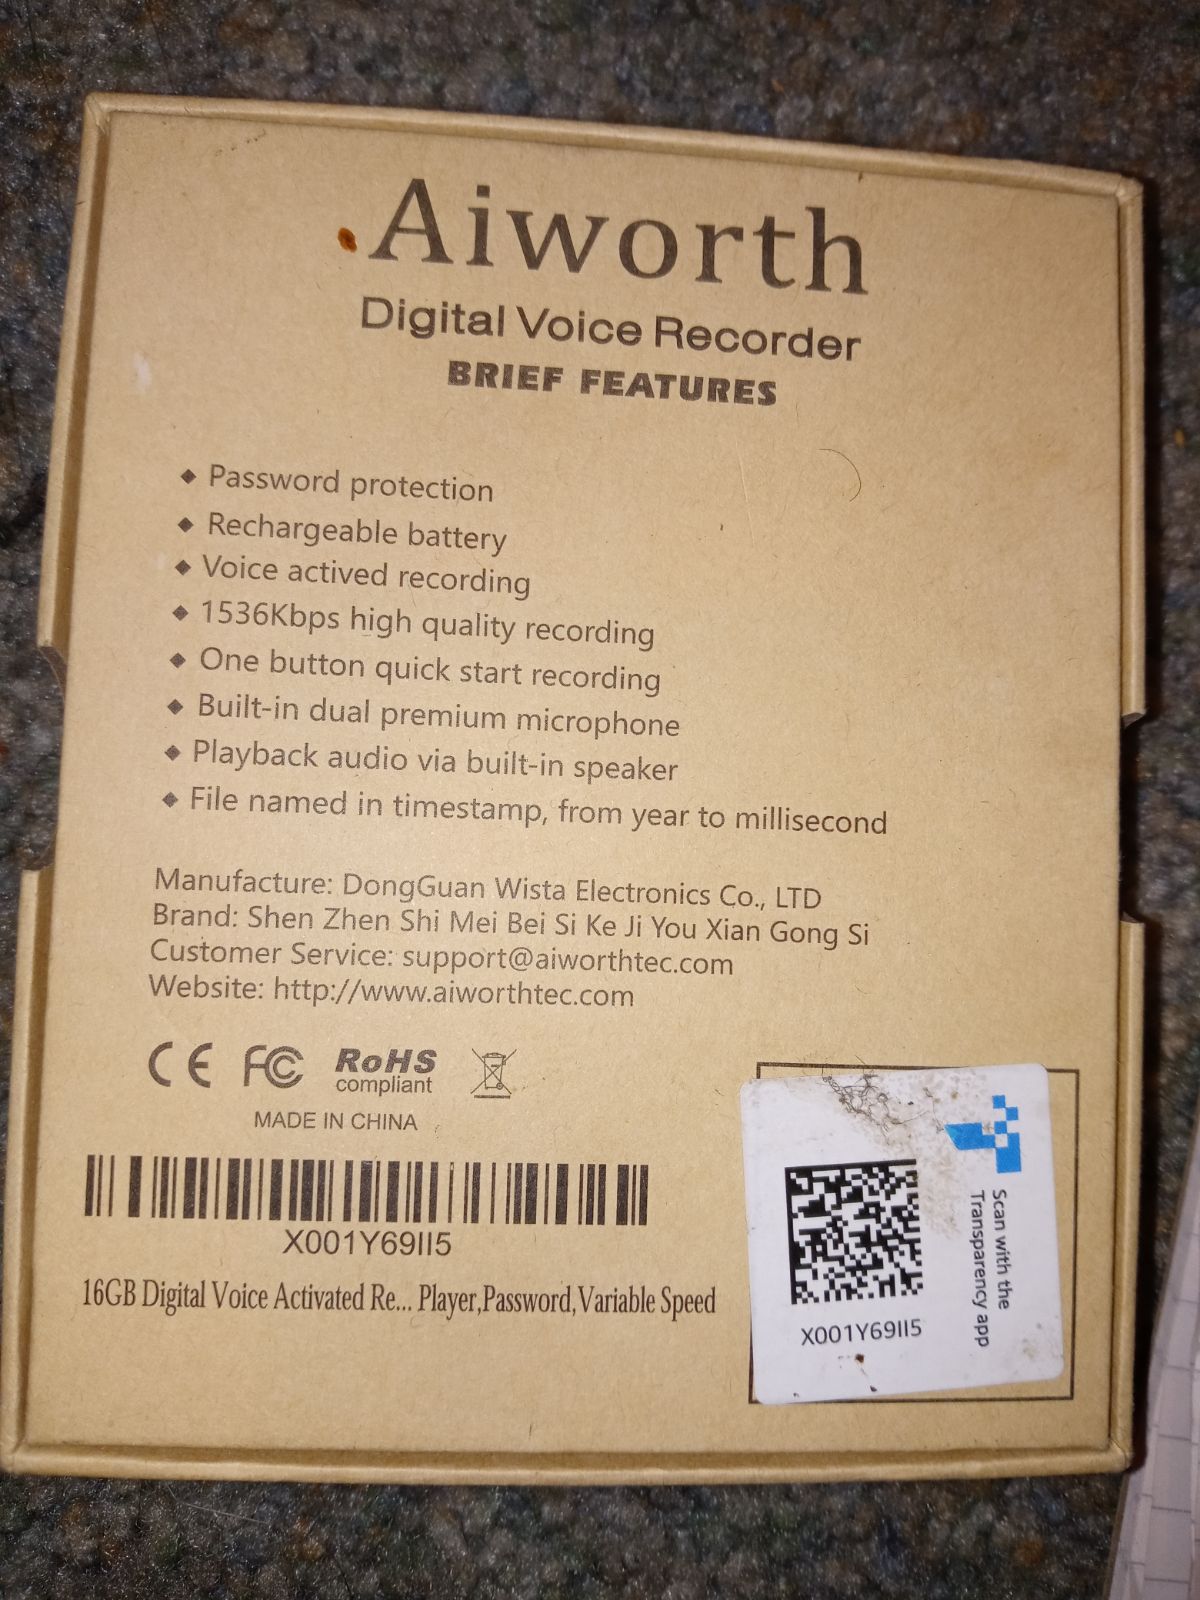 Aiworth
Digital Voice Recorder
BRIEF FEATURES
◆ Password protection
◆ Rechargeable battery
◆ Voice actived recording
◆ 1536Kbps high quality recording
◆ One button quick start recording
◆ Built-in dual premium microphone
◆ Playback audio via built-in speaker
◆ File named in timestamp, from year to millisecond
Manufacture: DongGuan Wista Electronics Co., LTD
Brand: Shen Zhen Shi Mei Bei Si Ke Ji You Xian Gong Si
Customer Service: support@aiworthtec.com
Website: http://www.aiworthtec.com
CE FC RoHS
compliant
MADE IN CHINA
X001Y69II5
16GB Digital Voice Activated Re... Player,Password,Variable Speed
Scan with the
Transparency app
X001Y69II5